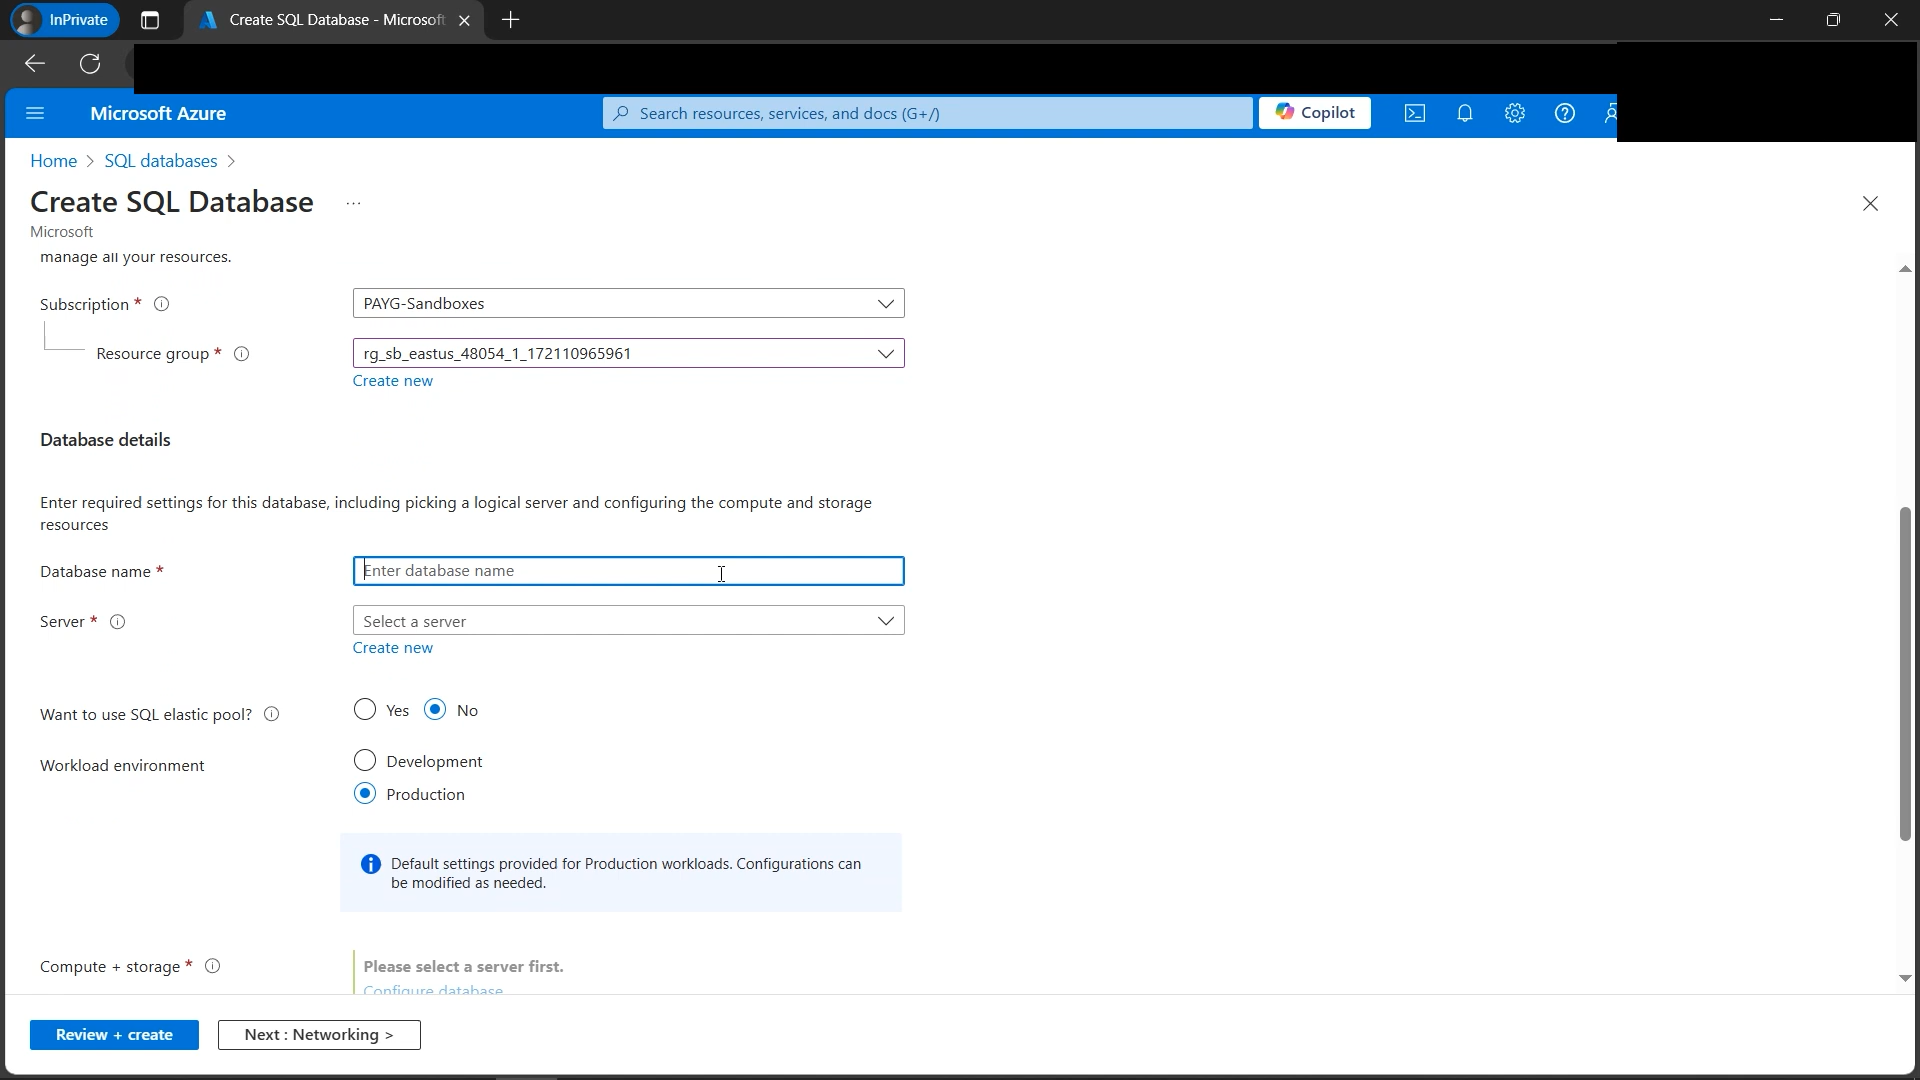 InPrivate
Create SQL Database - Microsoft
Microsoft Azure
Search resources, services, and docs (G+/)
Copilot
Home > SQL databases >
Create SQL Database ...
Microsoft
manage all your resources.
Subscription *
PAYG-Sandboxes
Resource group *
rg_sb_eastus_48054_1_172110965961
Create new
Database details
Enter required settings for this database, including picking a logical server and configuring the compute and storage
resources
Database name *
Enter database name
Server *
Select a server
Create new
Want to use SQL elastic pool?
Yes
No
Workload environment
Development
Production
Default settings provided for Production workloads. Configurations can
be modified as needed.
Compute + storage *
Please select a server first.
Configure database
Review + create
Next : Networking >